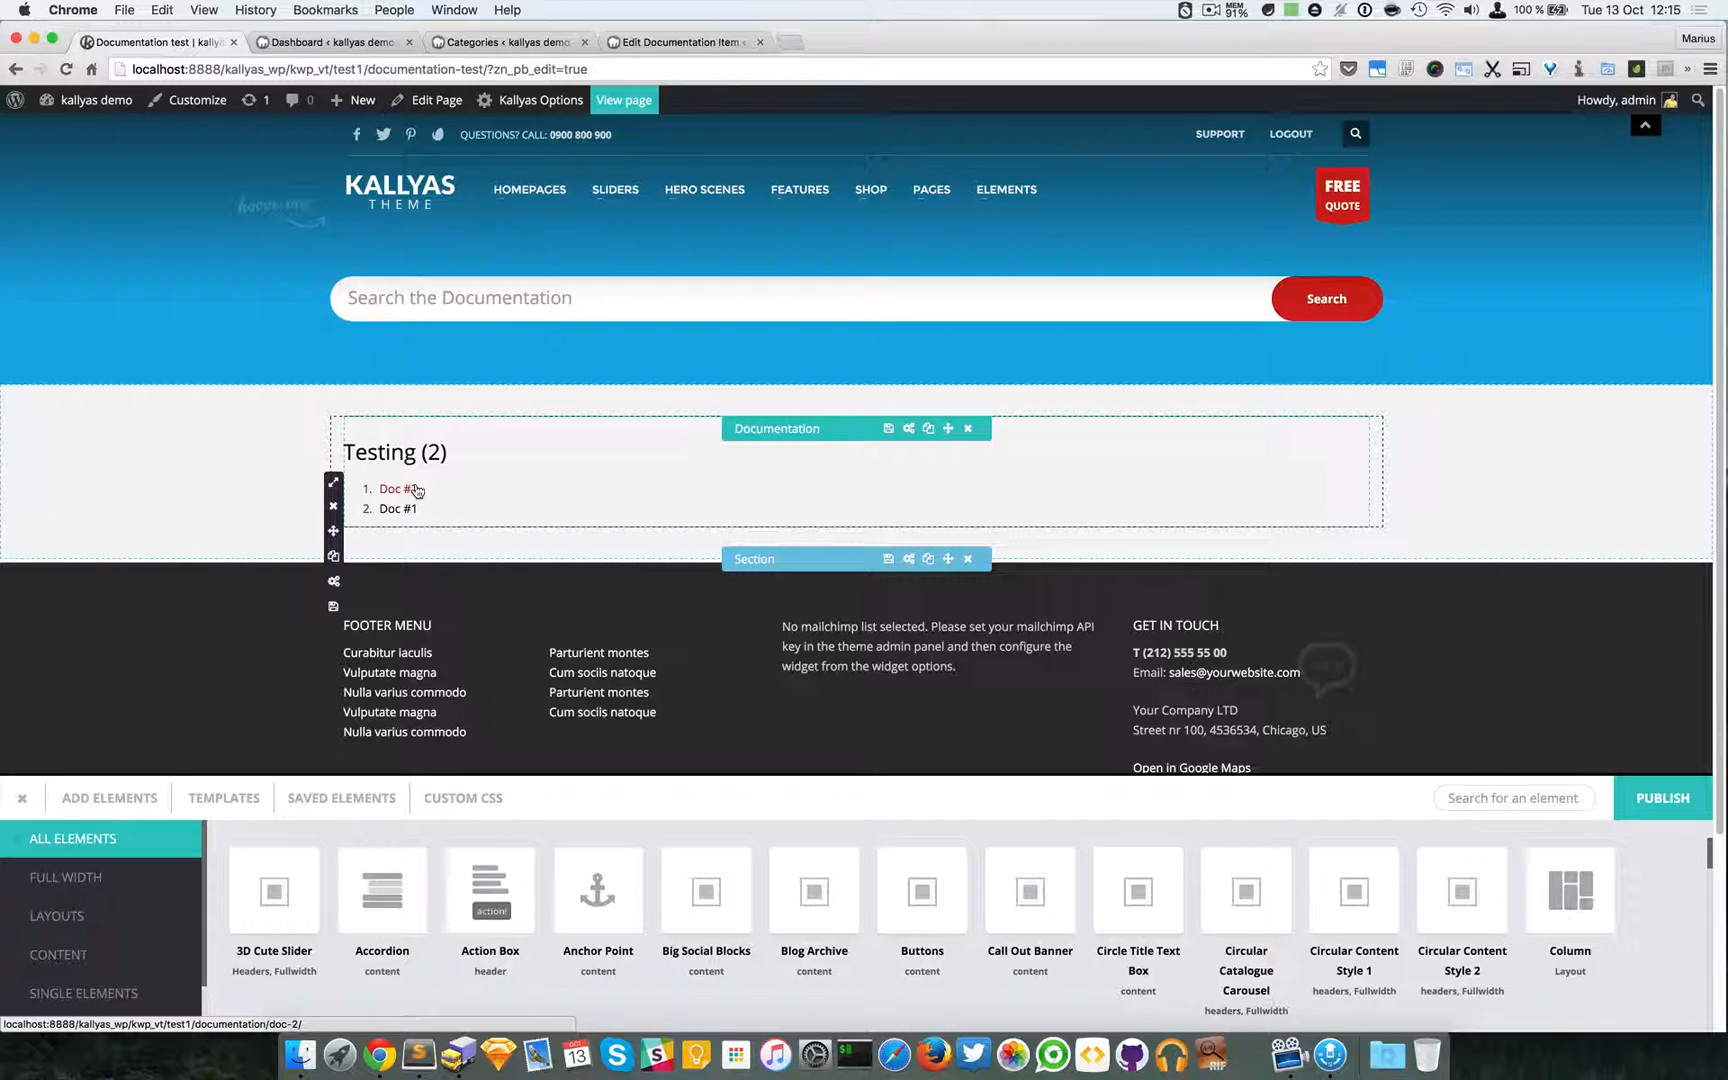 Chrome File Edit View History Bookmarks People Window Help MEM 91% 100 % Tue 13 Oct 12:15
Documentation test | kallya Dashboard ‹ kallyas demo Categories ‹ kallyas demo Edit Documentation Item ‹ Marius
localhost:8888/kallyas_wp/kwp_vt/test1/documentation-test/?zn_pb_edit=true
kallyas demo Customize 1 0 New Edit Page Kallyas Options View page Howdy, admin
QUESTIONS? CALL: 0900 800 900 SUPPORT LOGOUT
KALLYAS
THEME
HOMEPAGES SLIDERS HERO SCENES FEATURES SHOP PAGES ELEMENTS
FREE
QUOTE
Search the Documentation Search
Documentation
Testing (2)
1. Doc #
2. Doc #1
Section
FOOTER MENU
Curabitur iaculis
Vulputate magna
Nulla varius commodo
Vulputate magna
Nulla varius commodo
Parturient montes
Cum sociis natoque
Parturient montes
Cum sociis natoque
No mailchimp list selected. Please set your mailchimp API
key in the theme admin panel and then configure the
widget from the widget options.
GET IN TOUCH
T (212) 555 55 00
Email: sales@yourwebsite.com
Your Company LTD
Street nr 100, 4536534, Chicago, US
Open in Google Maps
ADD ELEMENTS TEMPLATES SAVED ELEMENTS CUSTOM CSS Search for an element PUBLISH
ALL ELEMENTS
FULL WIDTH
LAYOUTS
CONTENT
SINGLE ELEMENTS
action!
3D Cute Slider
Headers, Fullwidth
Accordion
content
Action Box
header
Anchor Point
content
Big Social Blocks
content
Blog Archive
content
Buttons
content
Call Out Banner
content
Circle Title Text
Box
content
Circular
Catalogue
Carousel
headers, Fullwidth
Circular Content
Style 1
headers, Fullwidth
Circular Content
Style 2
headers, Fullwidth
Column
Layout
localhost:8888/kallyas_wp/kwp_vt/test1/documentation/doc-2/